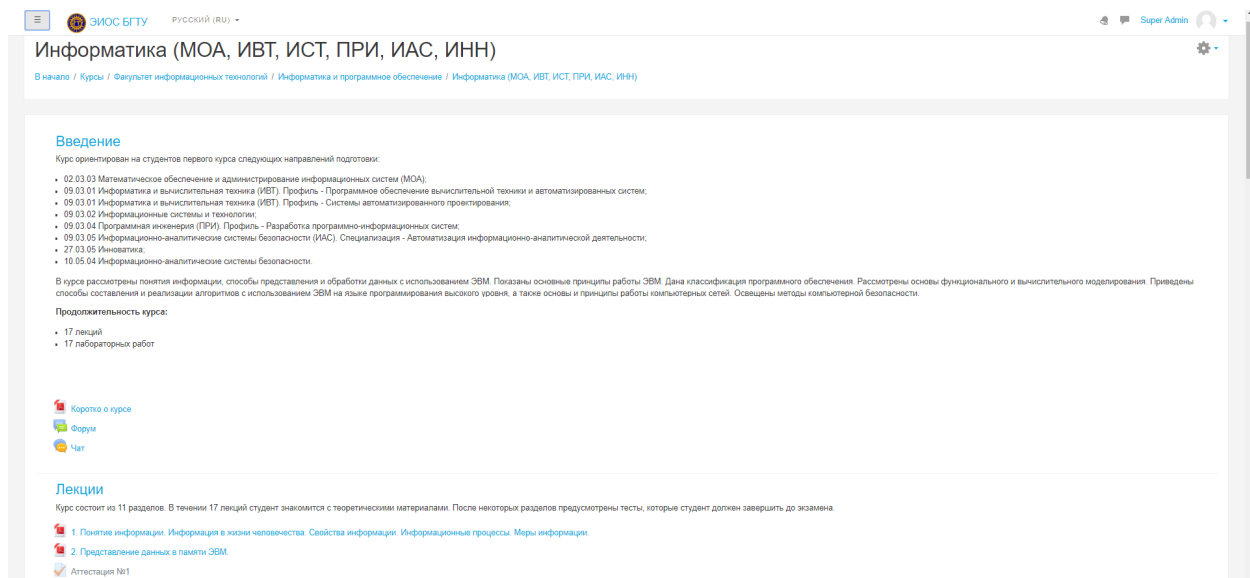 ЭИОС БГТУ РУССКИЙ (RU) Super Admin
Информатика (МОА, ИВТ, ИСТ, ПРИ, ИАС, ИНН)
В начало / Курсы / Факультет информационных технологий / Информатика и программное обеспечение / Информатика (МОА, ИВТ, ИСТ, ПРИ, ИАС, ИНН)
Введение
Курс ориентирован на студентов первого курса следующих направлений подготовки:
02.03.03 Математическое обеспечение и администрирование информационных систем (МОА);
09.03.01 Информатика и вычислительная техника (ИВТ). Профиль - Программное обеспечение вычислительной техники и автоматизированных систем;
09.03.01 Информатика и вычислительная техника (ИВТ). Профиль - Системы автоматизированного проектирования;
09.03.02 Информационные системы и технологии;
09.03.04 Программная инженерия (ПРИ). Профиль - Разработка программно-информационных систем;
09.03.05 Информационно-аналитические системы безопасности (ИАС). Специализация - Автоматизация информационно-аналитической деятельности;
27.03.05 Инноватика;
10.05.04 Информационно-аналитические системы безопасности.
В курсе рассмотрены понятия информации, способы представления и обработки данных с использованием ЭВМ. Показаны основные принципы работы ЭВМ. Дана классификация программного обеспечения. Рассмотрены основы функционального и вычислительного моделирования. Приведены
способы составления и реализации алгоритмов с использованием ЭВМ на языке программирования высокого уровня, а также основы и принципы работы компьютерных сетей. Освещены методы компьютерной безопасности.
Продолжительность курса:
17 лекций
17 лабораторных работ
Коротко о курсе
Форум
Чат
Лекции
Курс состоит из 11 разделов. В течении 17 лекций студент знакомится с теоретическими материалами. После некоторых разделов предусмотрены тесты, которые студент должен завершить до экзамена.
1. Понятие информации. Информация в жизни человечества. Свойства информации. Информационные процессы. Меры информации.
2. Представление данных в памяти ЭВМ.
Аттестация №1